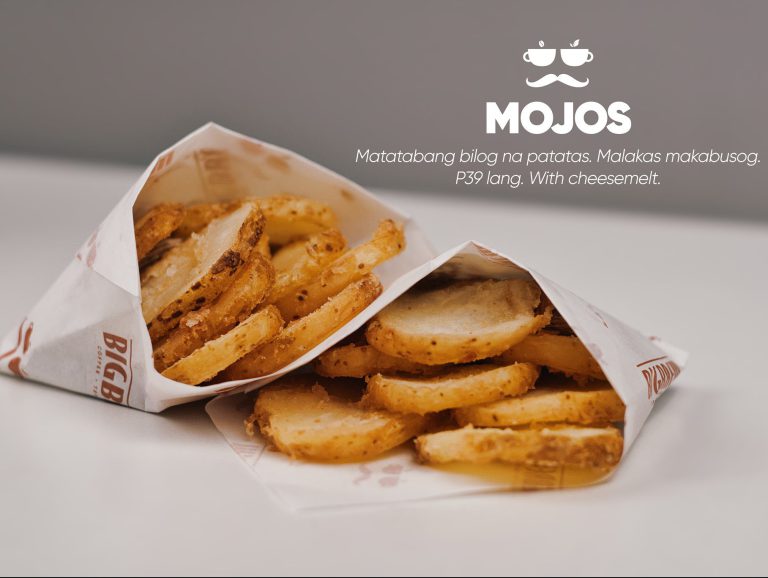 MOJOS
Matatabang bilog na patatas. Malakas makabusog.
P39 lang. With cheesemelt.